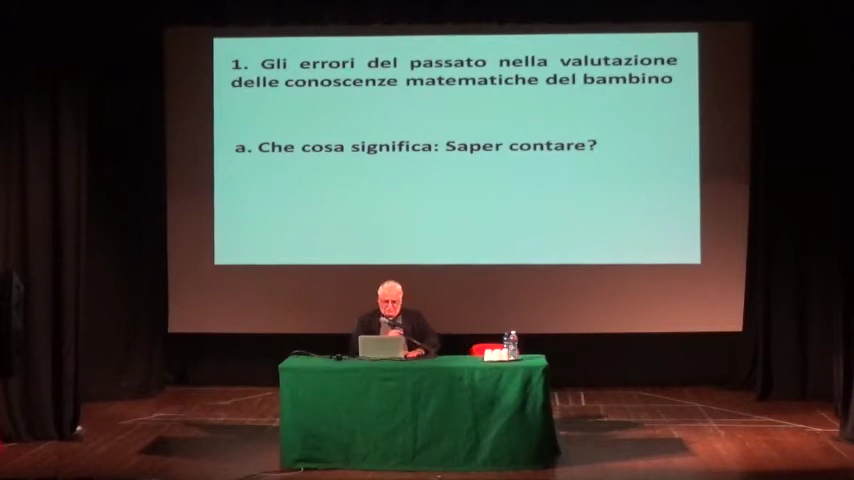 1. Gli errori del passato nella valutazione
delle conoscenze matematiche del bambino
a. Che cosa significa: Saper contare?